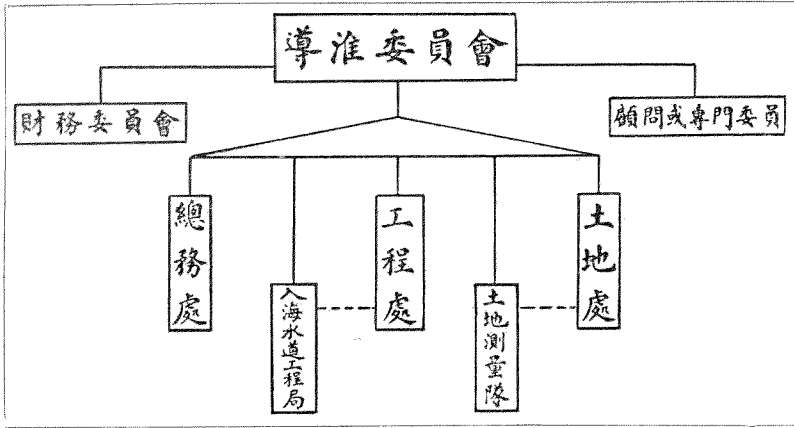 導淮委員會
財務委員會
顧問或專門委員
總務處
入海水道工程局
工程處
土地測量隊
土地處